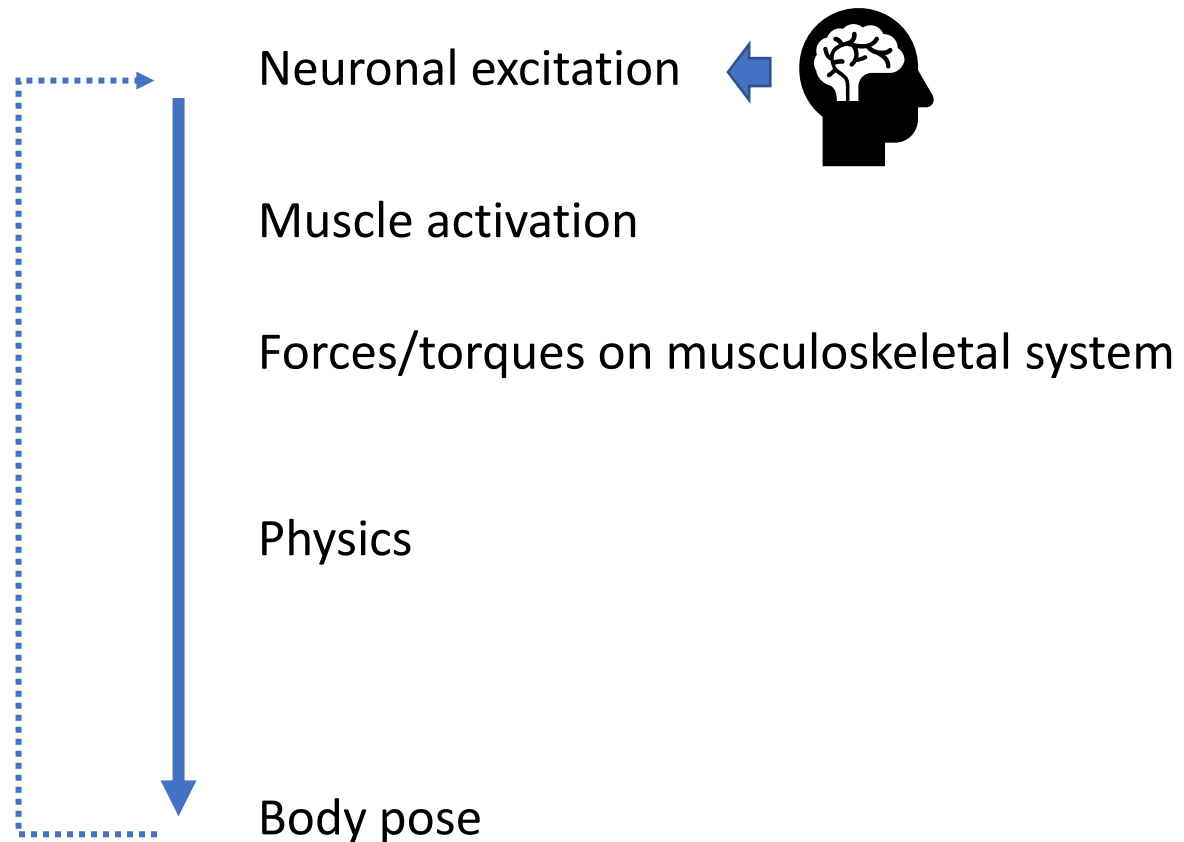 Neuronal excitation
Muscle activation
Forces/torques on musculoskeletal system
Physics
Body pose